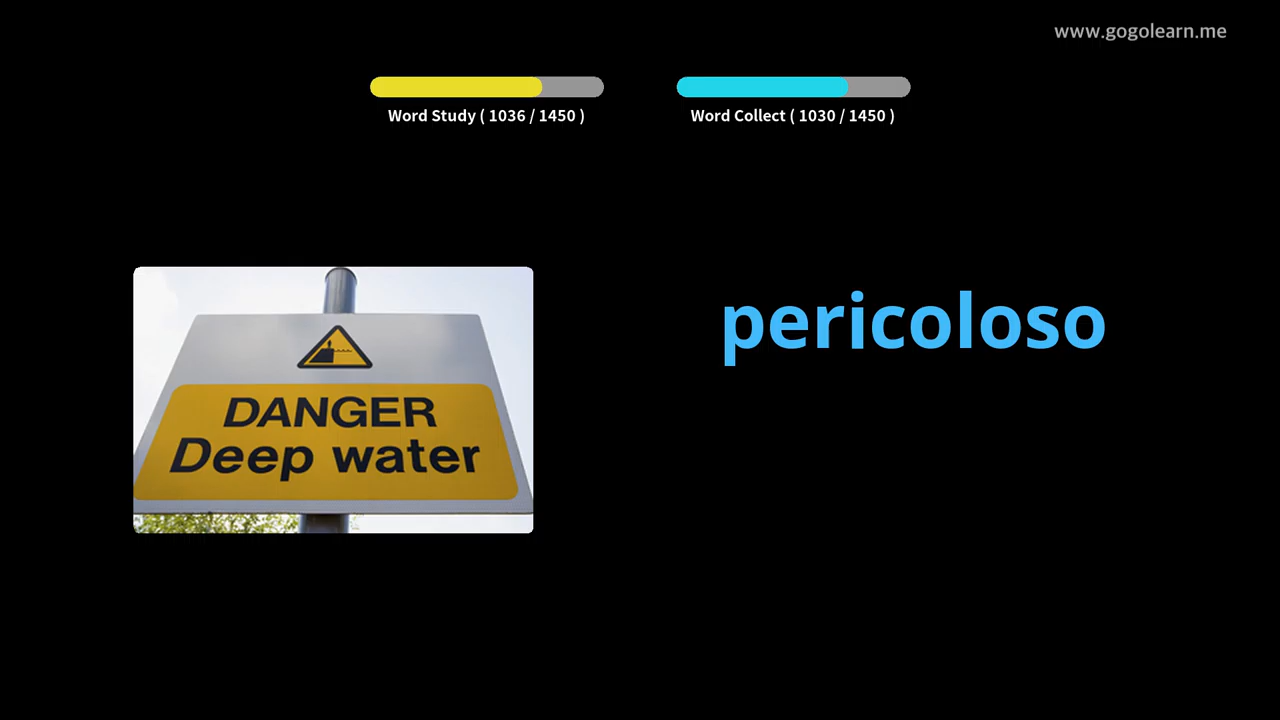 www.gogolearn.me
Word Study ( 1036 / 1450 )
Word Collect ( 1030 / 1450 )
pericoloso
DANGER
Deep water